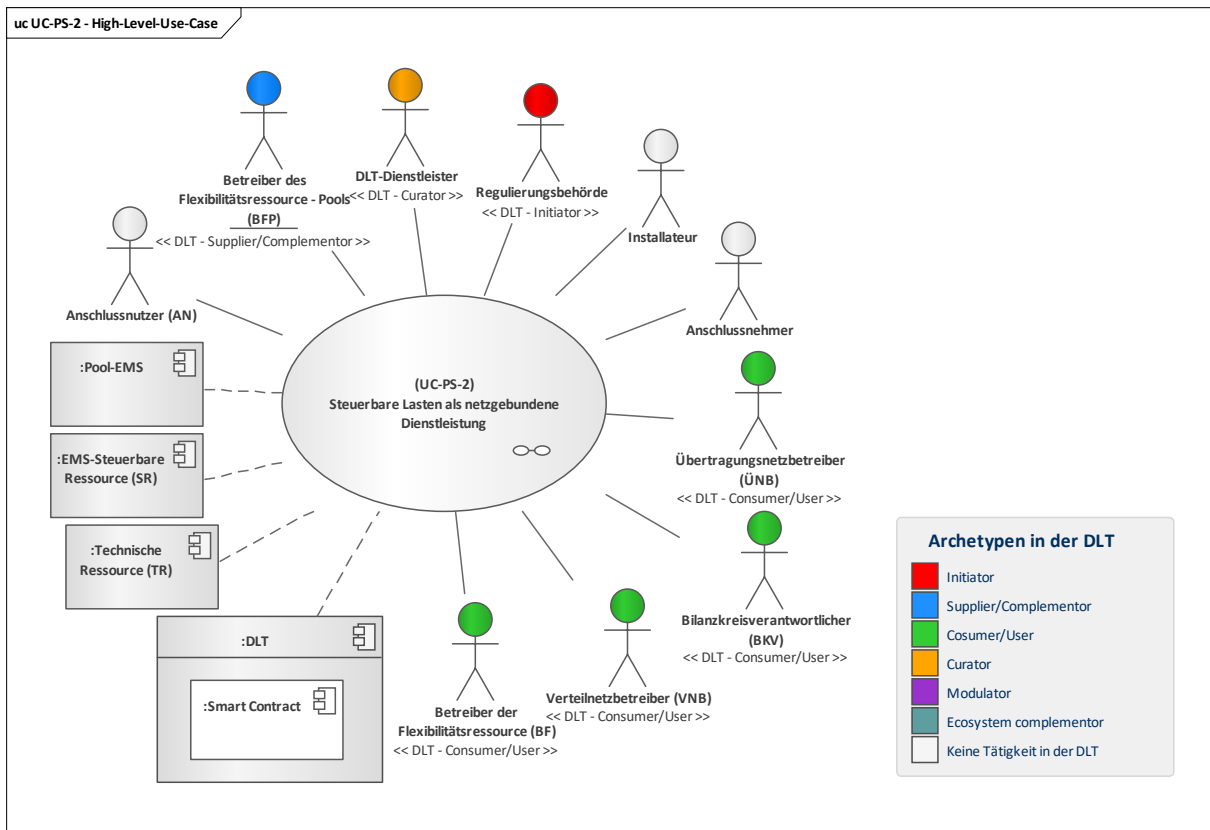 uc UC-PS-2 - High-Level-Use-Case
Betreiber des
Flexibilitätsressource - Pools
(BFP)
<< DLT - Supplier/Complementor >>
DLT-Dienstleister
<< DLT - Curator >>
Regulierungsbehörde
<< DLT - Initiator >>
Installateur
Anschlussnutzer (AN)
Anschlussnehmer
:Pool-EMS
:EMS-Steuerbare
Ressource (SR)
:Technische
Ressource (TR)
:DLT
:Smart Contract
(UC-PS-2)
Steuerbare Lasten als netzgebundene
Dienstleistung
Übertragungsnetzbetreiber
(ÜNB)
<< DLT - Consumer/User >>
Bilanzkreisverantwortlicher
(BKV)
<< DLT - Consumer/User >>
Verteilnetzbetreiber (VNB)
<< DLT - Consumer/User >>
Betreiber der
Flexibilitätsressource (BF)
<< DLT - Consumer/User >>
Archetypen in der DLT
Initiator
Supplier/Complementor
Cosumer/User
Curator
Modulator
Ecosystem complementor
Keine Tätigkeit in der DLT